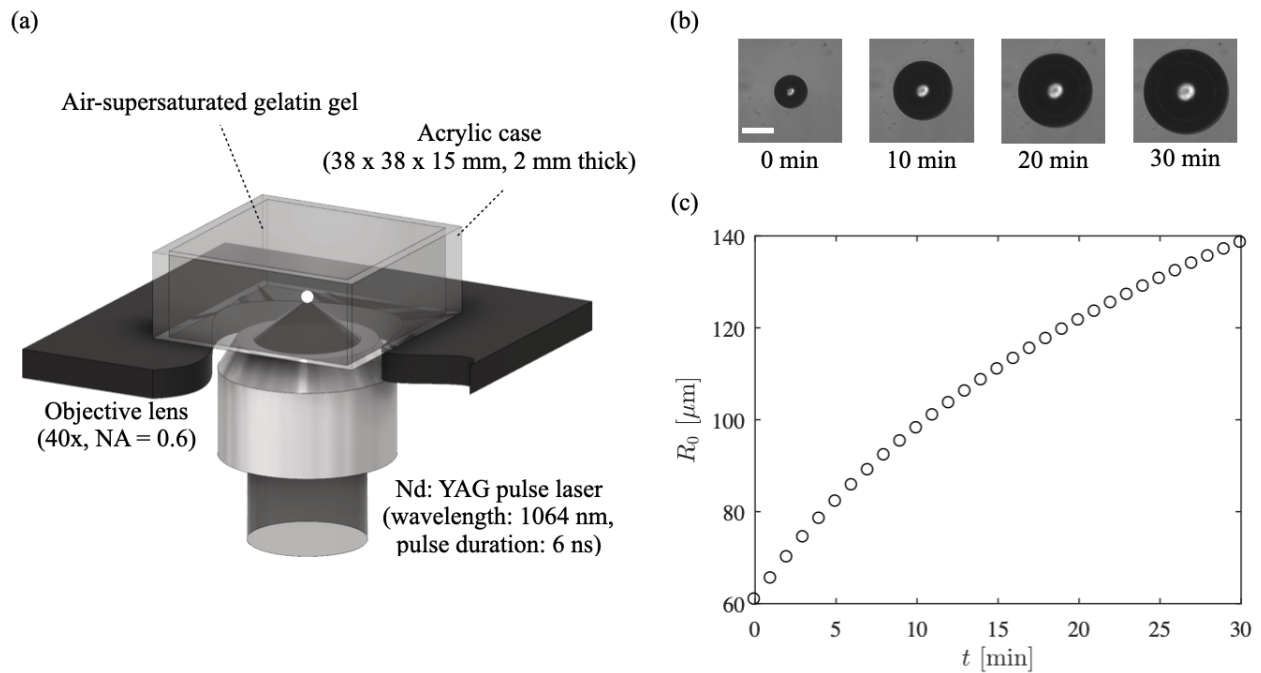 (a)
Air-supersaturated gelatin gel
Acrylic case
(38 x 38 x 15 mm, 2 mm thick)
Objective lens
(40x, NA = 0.6)
Nd: YAG pulse laser
(wavelength: 1064 nm,
pulse duration: 6 ns)
(b)
0 min
10 min
20 min
30 min
(c)
140
120
100
80
60
R₀ [μm]
0
5
10
15
20
25
30
t [min]